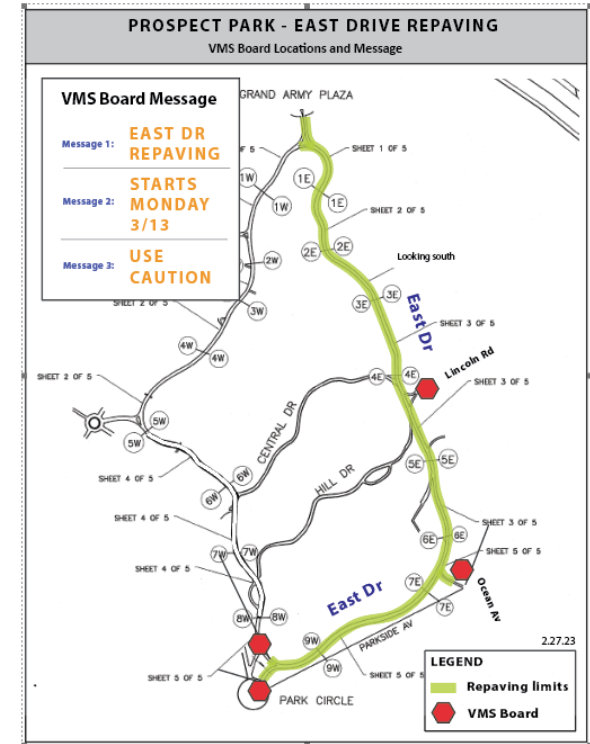 PROSPECT PARK - EAST DRIVE REPAVING
VMS Board Locations and Message
VMS Board Message
Message 1:
EAST DR
REPAVING
Message 2:
STARTS
MONDAY
3/13
Message 3:
USE
CAUTION
GRAND ARMY PLAZA
OF 5
SHEET 1 OF 5
1W
1E
1W
1E
SHEET 2 OF 5
2E
2E
2W
Looking south
3E
3E
SHEET 2 OF 5
3W
East Dr
SHEET 3 OF 5
4W
4W
Lincoln Rd
SHEET 2 OF 5
4E
4E
SHEET 3 OF 5
5W
5W
CENTRAL DR
5E
5E
SHEET 4 OF 5
6W
6W
HILL DR
SHEET 4 OF 5
SHEET 3 OF 5
6E
6E
7W
7W
SHEET 5 OF 5
SHEET 4 OF 5
7E
7E
Ocean Av
East Dr
8W
8W
9W
9W
PARKSIDE AV
2.27.23
SHEET 5 OF 5
SHEET 5 OF 5
PARK CIRCLE
LEGEND
Repaving limits
VMS Board